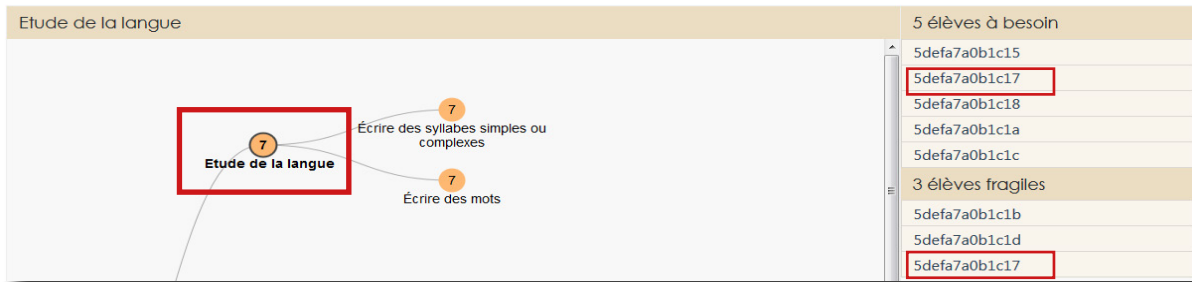 Etude de la langue
7
Écrire des syllabes simples ou
complexes
7
Etude de la langue
7
Écrire des mots
5 élèves à besoin
5defa7a0b1c15
5defa7a0b1c17
5defa7a0b1c18
5defa7a0b1c1a
5defa7a0b1c1c
3 élèves fragiles
5defa7a0b1c1b
5defa7a0b1c1d
5defa7a0b1c17